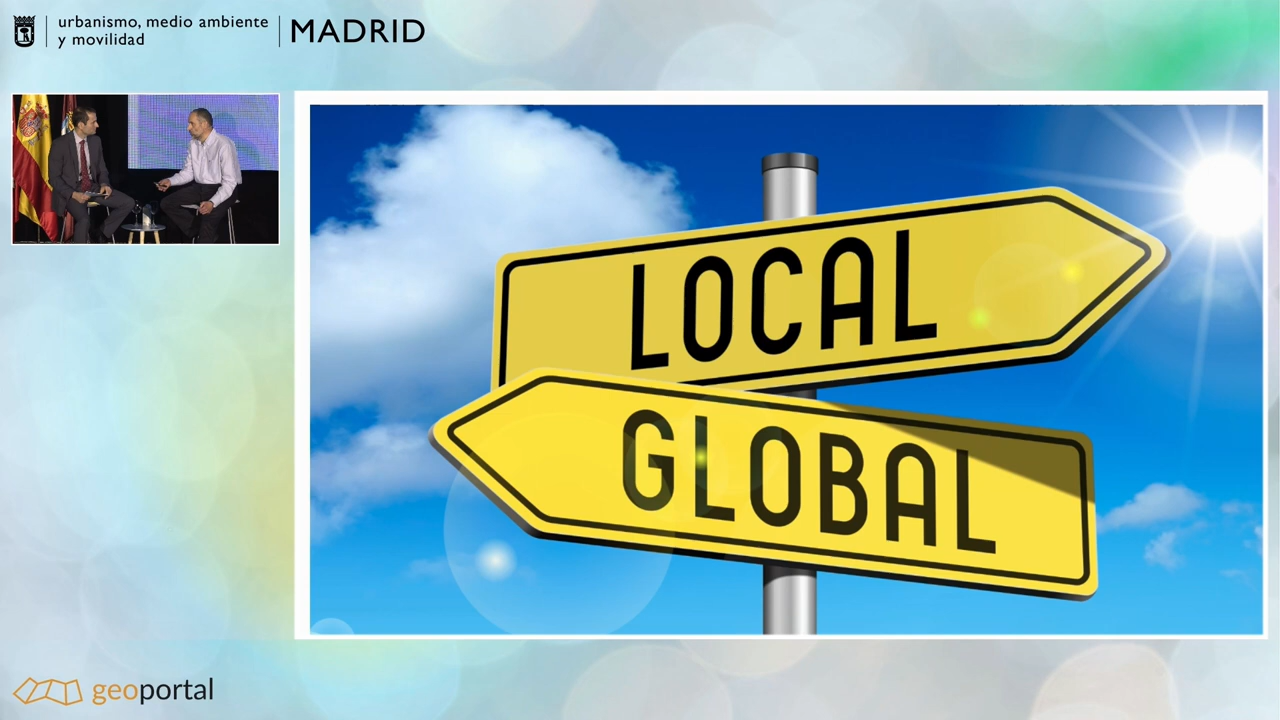 urbanismo, medio ambiente
y movilidad
MADRID
LOCAL
GLOBAL
geoportal